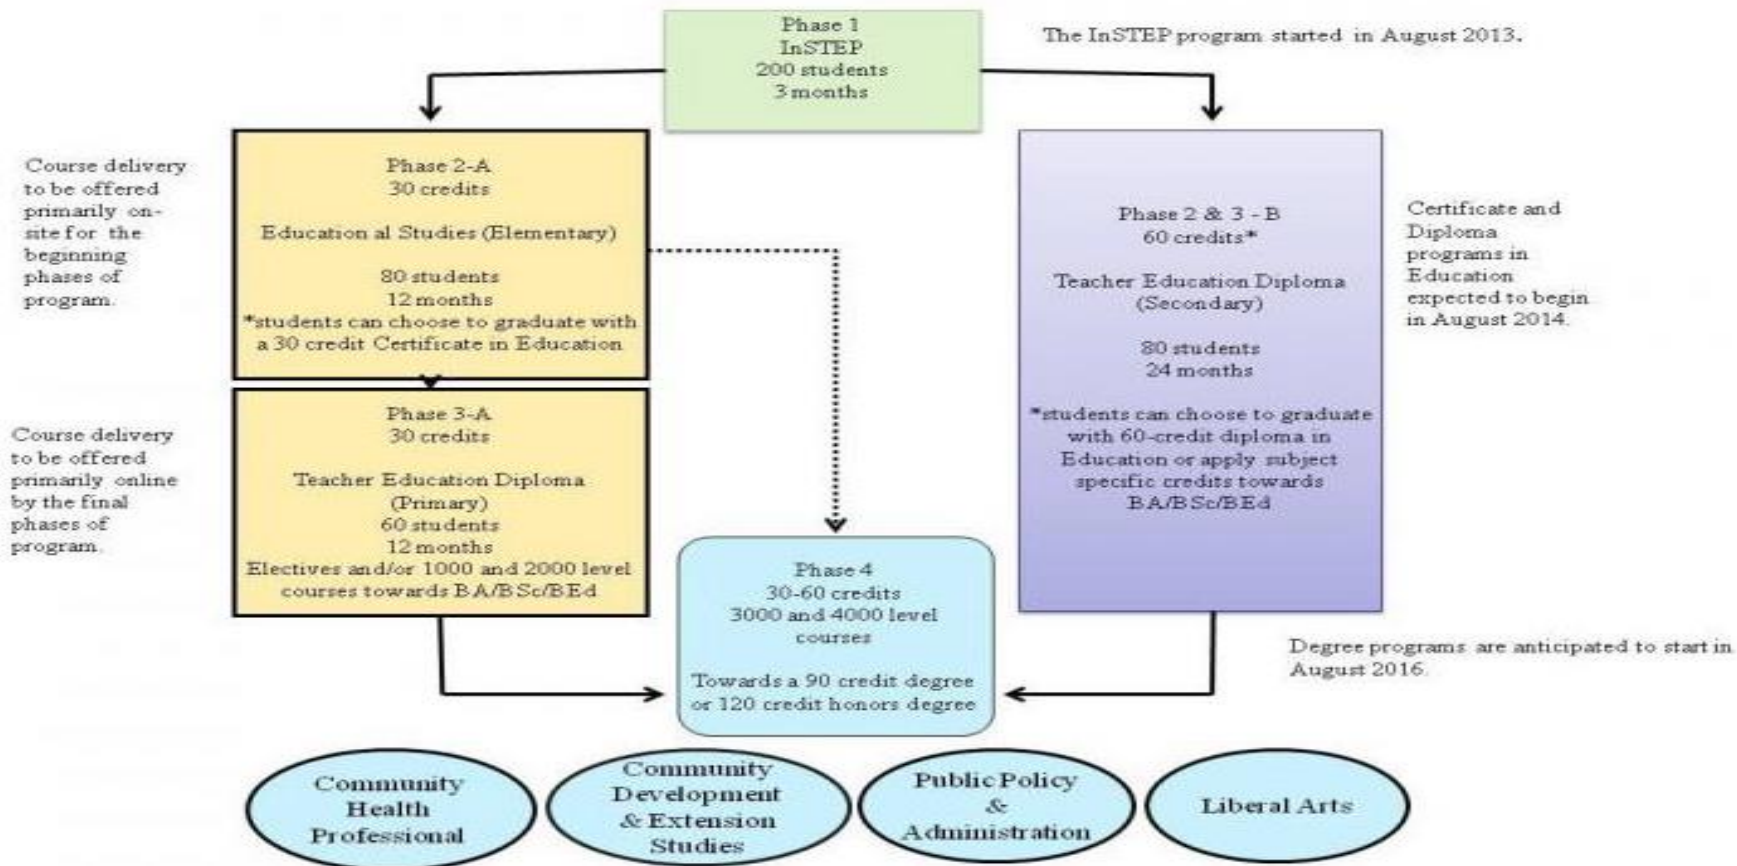 Phase 1
InSTEP
200 students
3 months
The InSTEP program started in August 2013.
Course delivery
to be offered
primarily on-
site for the
beginning
phases of
program.
Phase 2-A
30 credits
Education al Studies (Elementary)
80 students
12 months
*students can choose to graduate with
a 30 credit Certificate in Education
Phase 2 & 3 - B
60 credits*
Teacher Education Diploma
(Secondary)
80 students
24 months
*students can choose to graduate
with 60-credit diploma in
Education or apply subject
specific credits towards
BA/BSc/BEd
Certificate and
Diploma
programs in
Education
expected to begin
in August 2014.
Course delivery
to be offered
primarily online
by the final
phases of
program.
Phase 3-A
30 credits
Teacher Education Diploma
(Primary)
60 students
12 months
Electives and/or 1000 and 2000 level
courses towards BA/BSc/BEd
Phase 4
30-60 credits
3000 and 4000 level
courses
Towards a 90 credit degree
or 120 credit honors degree
Degree programs are anticipated to start in
August 2016.
Community
Health
Professional
Community
Development
& Extension
Studies
Public Policy
&
Administration
Liberal Arts